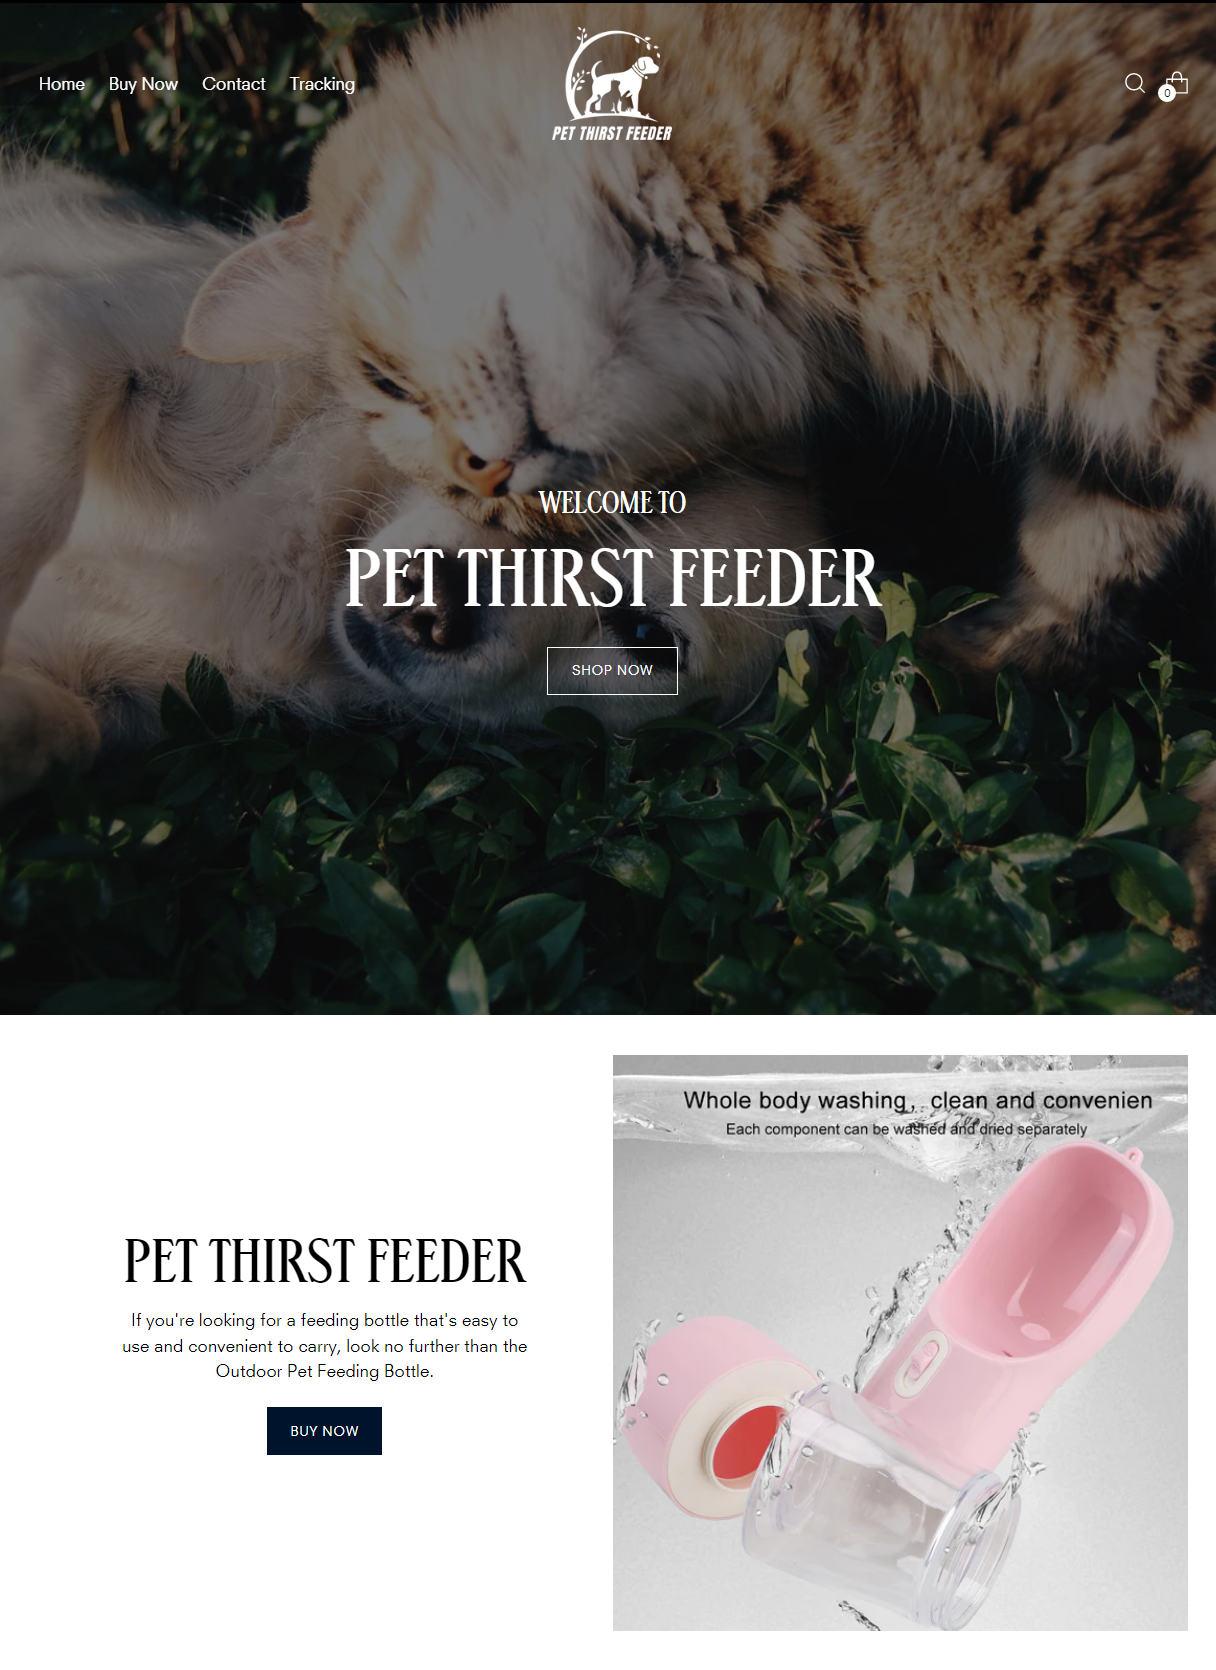 Home Buy Now Contact Tracking
PET THIRST FEEDER
0
WELCOME TO
PET THIRST FEEDER
SHOP NOW
PET THIRST FEEDER
If you're looking for a feeding bottle that's easy to
use and convenient to carry, look no further than the
Outdoor Pet Feeding Bottle.
BUY NOW
Whole body washing, clean and convenien
Each component can be washed and dried separately